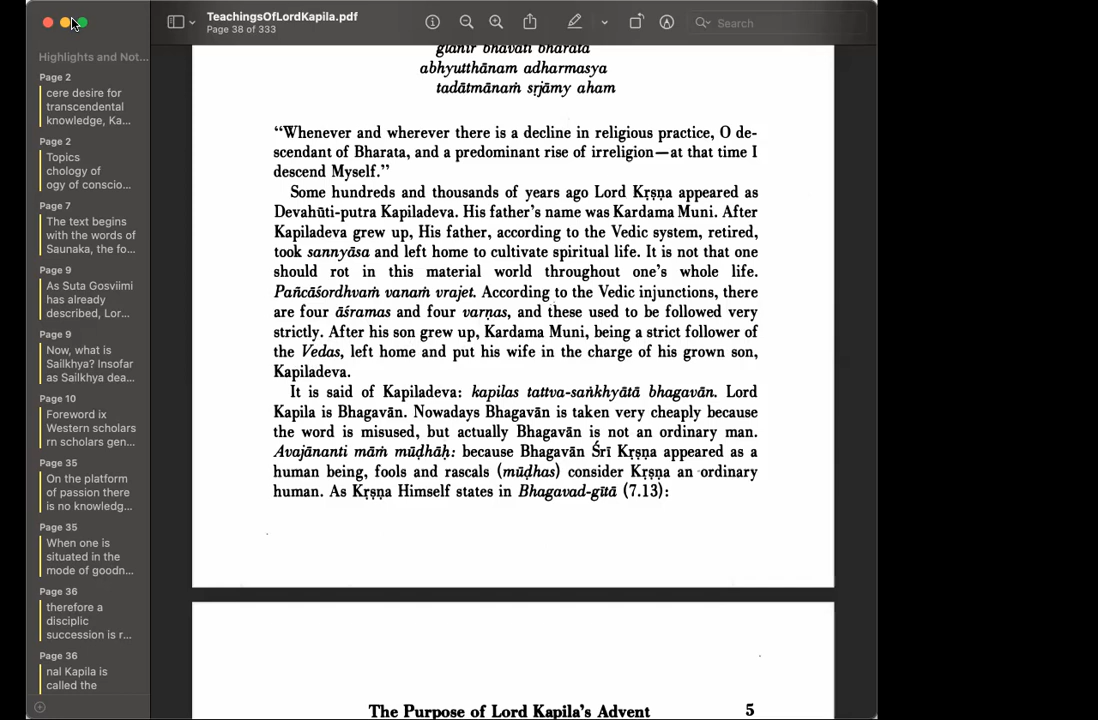 TeachingsOfLordKapila.pdf
Page 38 of 333
Search
Highlights and Not...
Page 2
cere desire for
transcendental
knowledge, Ka...
Page 2
Topics
chology of
ogy of conscio...
Page 7
The text begins
with the words of
Saunaka, the fo...
Page 9
As Suta Gosviimi
has already
described, Lor...
Page 9
Now, what is
Sailkhya? Insofar
as Sailkhya dea...
Page 10
Foreword ix
Western scholars
rn scholars gen...
Page 35
On the platform
of passion there
is no knowledg...
Page 35
When one is
situated in the
mode of goodn...
Page 36
therefore a
disciplic
succession is r...
Page 36
nal Kapila is
called the
glānir bhavati bhārata
abhyutthānam adharmasya
tadātmānaṁ sṛjāmy aham
“Whenever and wherever there is a decline in religious practice, O de-
scendant of Bharata, and a predominant rise of irreligion—at that time I
descend Myself.”
Some hundreds and thousands of years ago Lord Kṛṣṇa appeared as
Devahūti-putra Kapiladeva. His father’s name was Kardama Muni. After
Kapiladeva grew up, His father, according to the Vedic system, retired,
took sannyāsa and left home to cultivate spiritual life. It is not that one
should rot in this material world throughout one’s whole life.
Pañcāśordhvaṁ vanaṁ vrajet. According to the Vedic injunctions, there
are four āśramas and four varṇas, and these used to be followed very
strictly. After his son grew up, Kardama Muni, being a strict follower of
the Vedas, left home and put his wife in the charge of his grown son,
Kapiladeva.
It is said of Kapiladeva: kapilas tattva-saṅkhyātā bhagavān. Lord
Kapila is Bhagavān. Nowadays Bhagavān is taken very cheaply because
the word is misused, but actually Bhagavān is not an ordinary man.
Avajānanti māṁ mūḍhāḥ: because Bhagavān Śrī Kṛṣṇa appeared as a
human being, fools and rascals (mūḍhas) consider Kṛṣṇa an ordinary
human. As Kṛṣṇa Himself states in Bhagavad-gītā (7.13):
The Purpose of Lord Kapila’s Advent 5